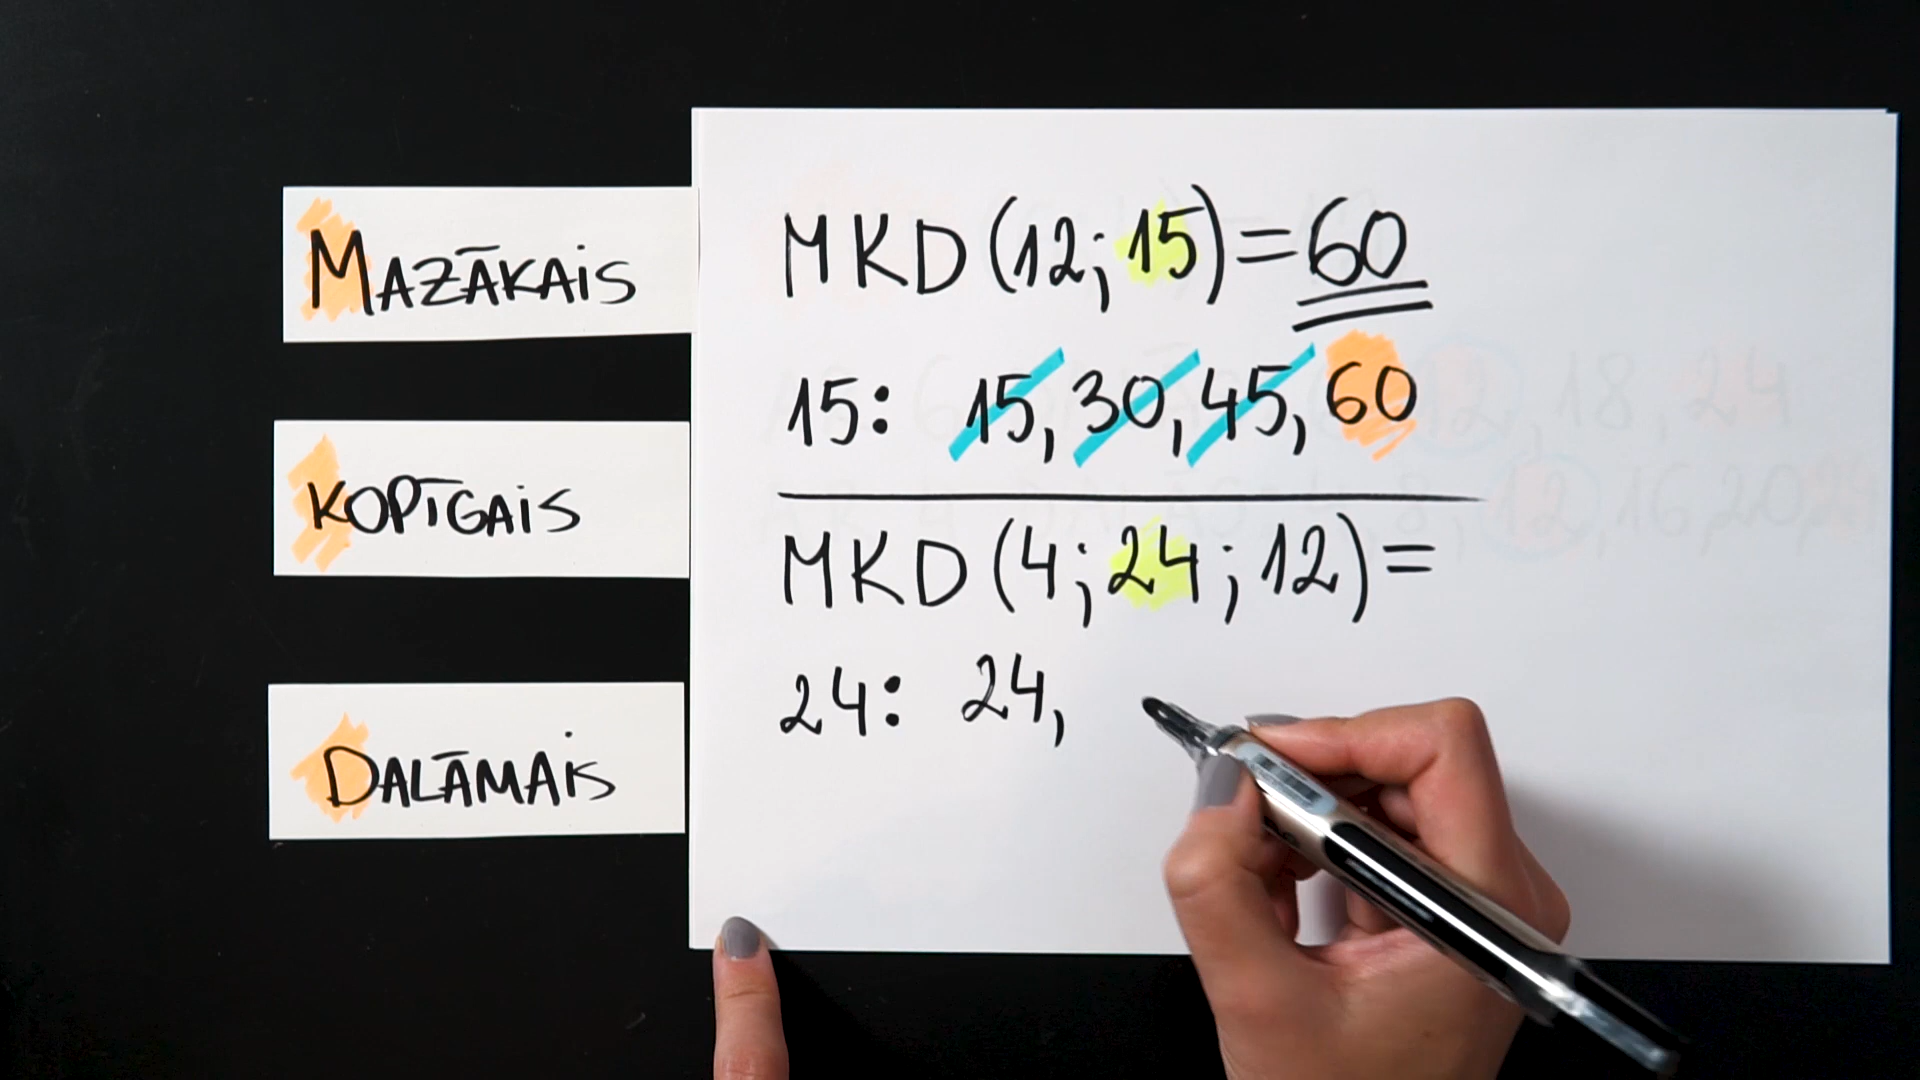 MAZĀKAIS
KOPĪGAIS
DALĀMAIS
MKD (12; 15) = 60
15: 15, 30, 45, 60
MKD (4; 24; 12) =
24: 24,